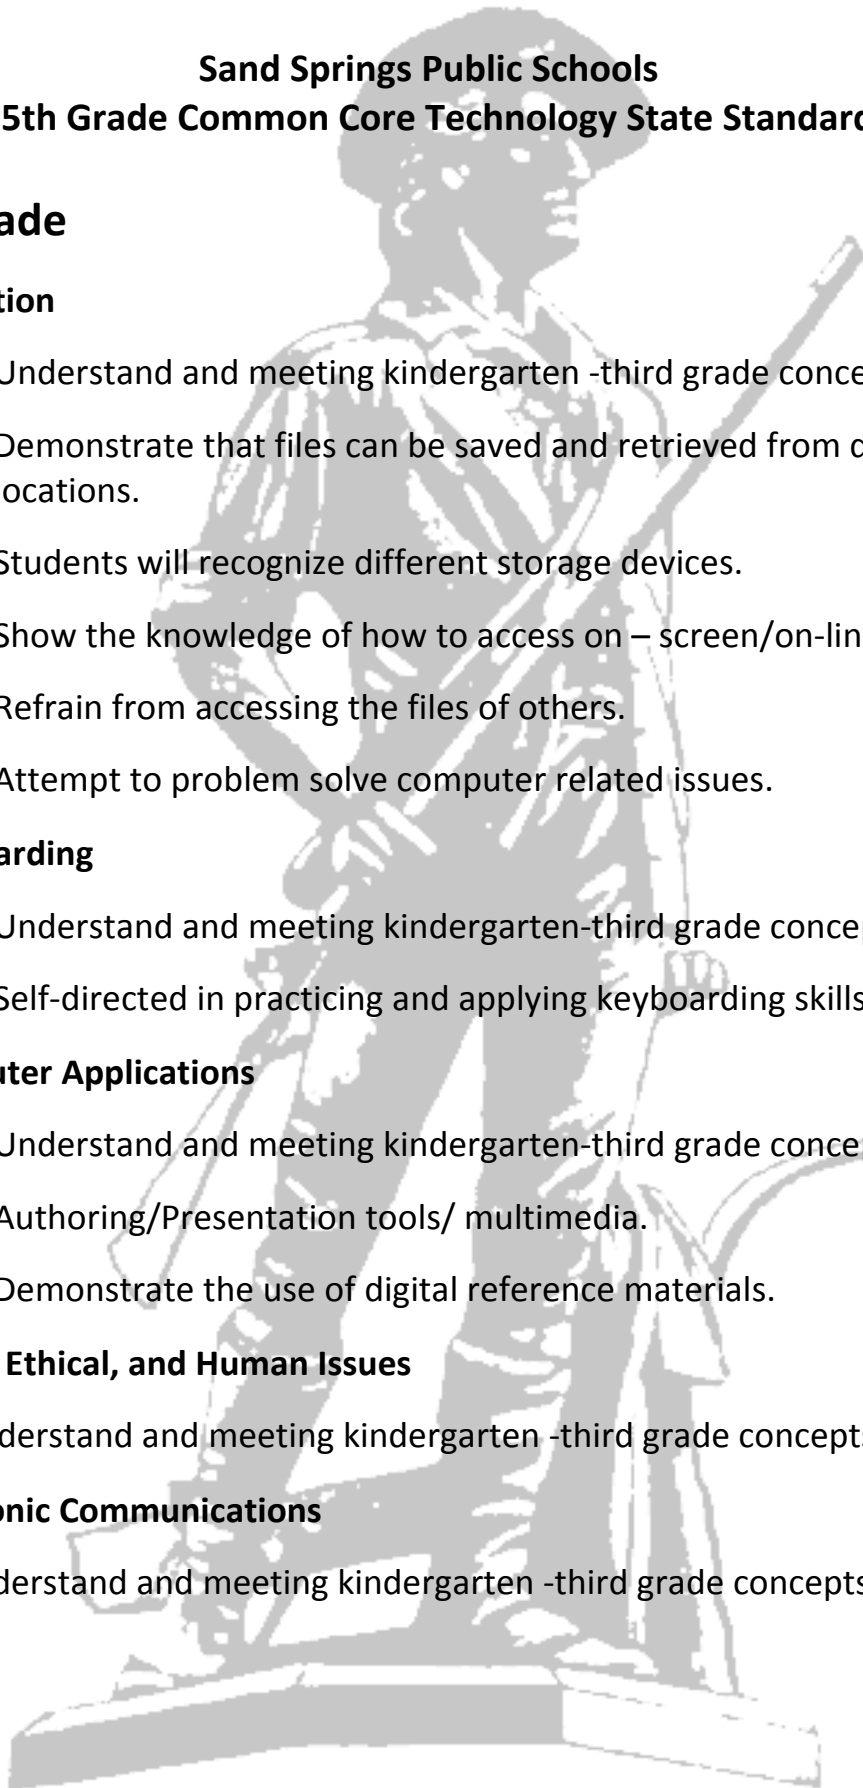 Sand Springs Public Schools
5th Grade Common Core Technology State Standard
ade
tion
Understand and meeting kindergarten -third grade conce
Demonstrate that files can be saved and retrieved from d
locations.
Students will recognize different storage devices.
Show the knowledge of how to access on – screen/on-lin
Refrain from accessing the files of others.
Attempt to problem solve computer related issues.
arding
Understand and meeting kindergarten-third grade concep
Self-directed in practicing and applying keyboarding skills
uter Applications
Understand and meeting kindergarten-third grade concep
Authoring/Presentation tools/ multimedia.
Demonstrate the use of digital reference materials.
Ethical, and Human Issues
derstand and meeting kindergarten -third grade concepts
onic Communications
derstand and meeting kindergarten -third grade concepts